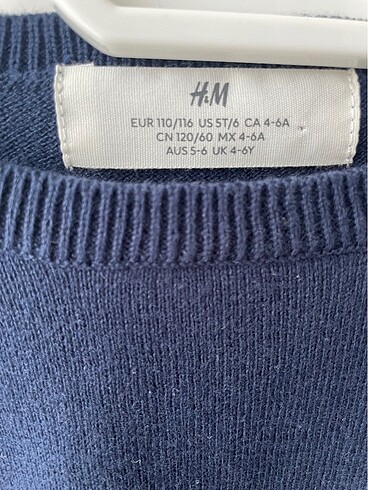 H&M
EUR 110/116 US 5T/6 CA 4-6A
CN 120/60 MX 4-6A
AUS 5-6 UK 4-6Y